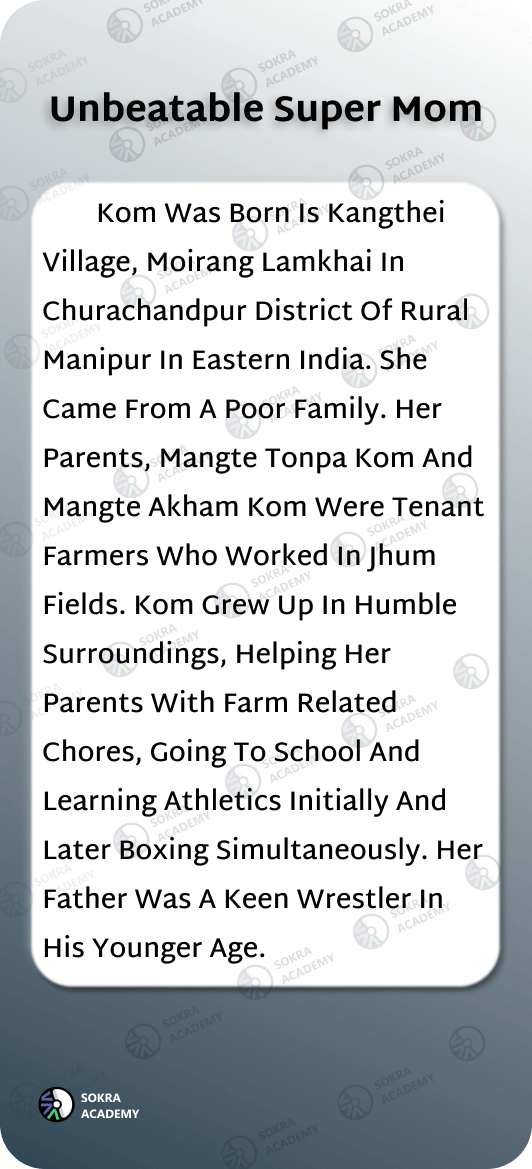 Unbeatable Super Mom
Kom Was Born Is Kangthei
Village, Moirang Lamkhai In
Churachandpur District Of Rural
Manipur In Eastern India. She
Came From A Poor Family. Her
Parents, Mangte Tonpa Kom And
Mangte Akham Kom Were Tenant
Farmers Who Worked In Jhum
Fields. Kom Grew Up In Humble
Surroundings, Helping Her
Parents With Farm Related
Chores, Going To School And
Learning Athletics Initially And
Later Boxing Simultaneously. Her
Father Was A Keen Wrestler In
His Younger Age.
SOKRA
ACADEMY